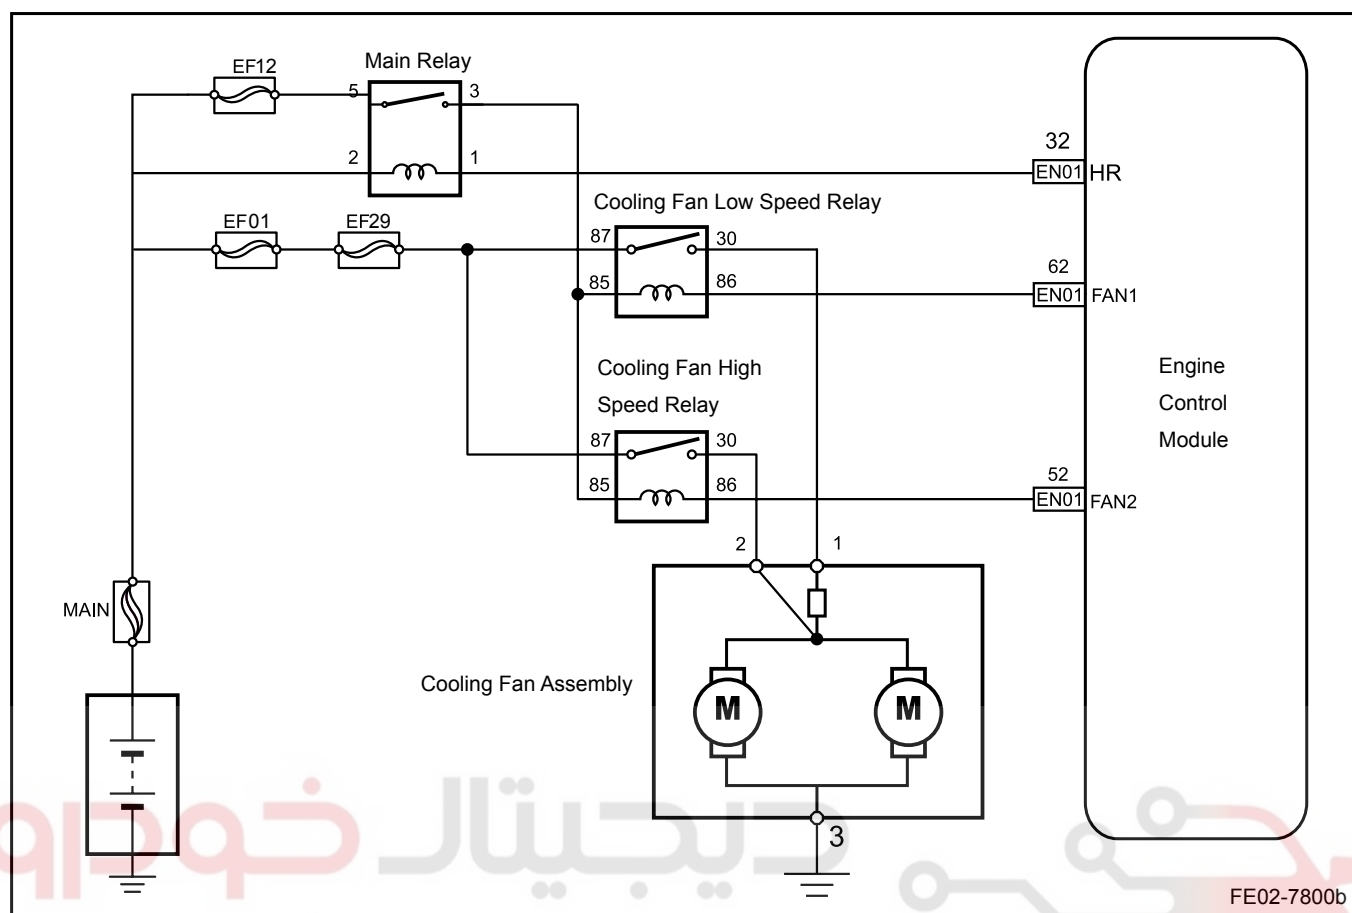 Main Relay
EF12
5
3
32
2
1
EN01 HR
Cooling Fan Low Speed Relay
EF01
EF29
87
30
62
85
86
EN01 FAN1
Cooling Fan High
Speed Relay
Engine
Control
Module
87
30
52
85
86
EN01 FAN2
2
1
MAIN
Cooling Fan Assembly
M
M
3
دیجیتال خودرو
FE02-7800b